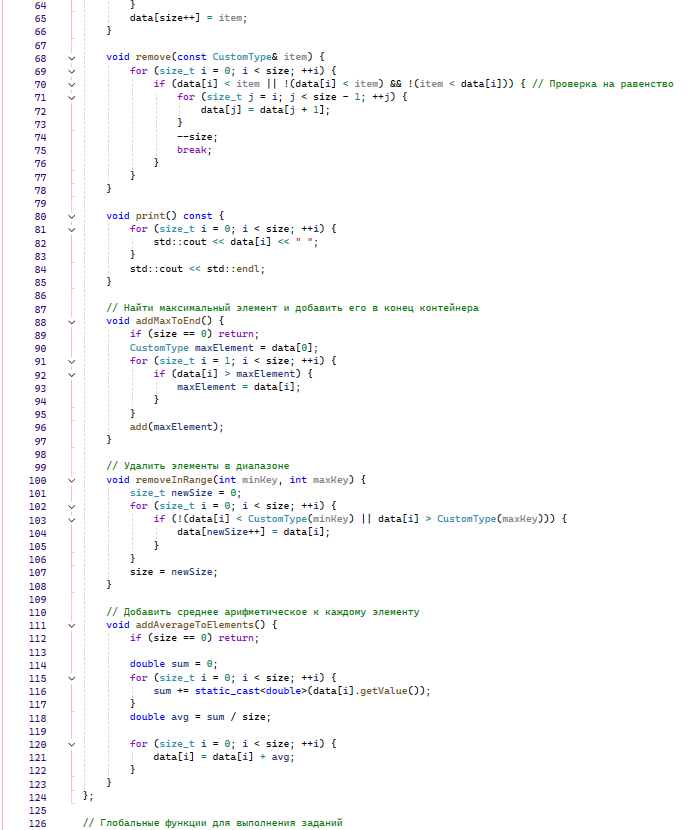 64 }
65 data[size++] = item;
66 }
67
68 void remove(const CustomType& item) {
69 for (size_t i = 0; i < size; ++i) {
70 if (data[i] < item || !(data[i] < item) && !(item < data[i])) { // Проверка на равенство
71 for (size_t j = i; j < size - 1; ++j) {
72 data[j] = data[j + 1];
73 }
74 --size;
75 break;
76 }
77 }
78 }
79
80 void print() const {
81 for (size_t i = 0; i < size; ++i) {
82 std::cout << data[i] << " ";
83 }
84 std::cout << std::endl;
85 }
86
87 // Найти максимальный элемент и добавить его в конец контейнера
88 void addMaxToEnd() {
89 if (size == 0) return;
90 CustomType maxElement = data[0];
91 for (size_t i = 1; i < size; ++i) {
92 if (data[i] > maxElement) {
93 maxElement = data[i];
94 }
95 }
96 add(maxElement);
97 }
98
99 // Удалить элементы в диапазоне
100 void removeInRange(int minKey, int maxKey) {
101 size_t newSize = 0;
102 for (size_t i = 0; i < size; ++i) {
103 if (!(data[i] < CustomType(minKey) || data[i] > CustomType(maxKey))) {
104 data[newSize++] = data[i];
105 }
106 }
107 size = newSize;
108 }
109
110 // Добавить среднее арифметическое к каждому элементу
111 void addAverageToElements() {
112 if (size == 0) return;
113
114 double sum = 0;
115 for (size_t i = 0; i < size; ++i) {
116 sum += static_cast<double>(data[i].getValue());
117 }
118 double avg = sum / size;
119
120 for (size_t i = 0; i < size; ++i) {
121 data[i] = data[i] + avg;
122 }
123 }
124 };
125
126 // Глобальные функции для выполнения заданий